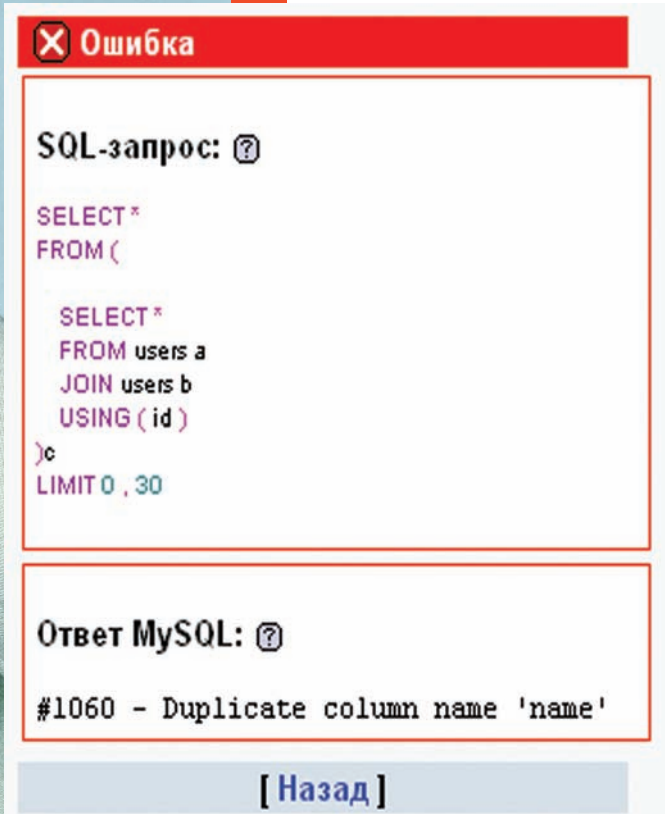 Ошибка
SQL-запрос:
SELECT *
FROM (
SELECT *
FROM users a
JOIN users b
USING ( id )
)c
LIMIT 0 , 30
Ответ MySQL:
#1060 - Duplicate column name 'name'
[ Назад ]